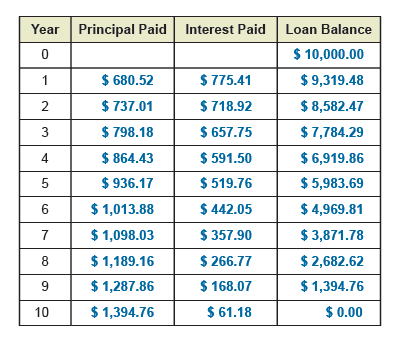 Year Principal Paid Interest Paid Loan Balance
0 $ 10,000.00
1 $ 680.52 $ 775.41 $ 9,319.48
2 $ 737.01 $ 718.92 $ 8,582.47
3 $ 798.18 $ 657.75 $ 7,784.29
4 $ 864.43 $ 591.50 $ 6,919.86
5 $ 936.17 $ 519.76 $ 5,983.69
6 $ 1,013.88 $ 442.05 $ 4,969.81
7 $ 1,098.03 $ 357.90 $ 3,871.78
8 $ 1,189.16 $ 266.77 $ 2,682.62
9 $ 1,287.86 $ 168.07 $ 1,394.76
10 $ 1,394.76 $ 61.18 $ 0.00